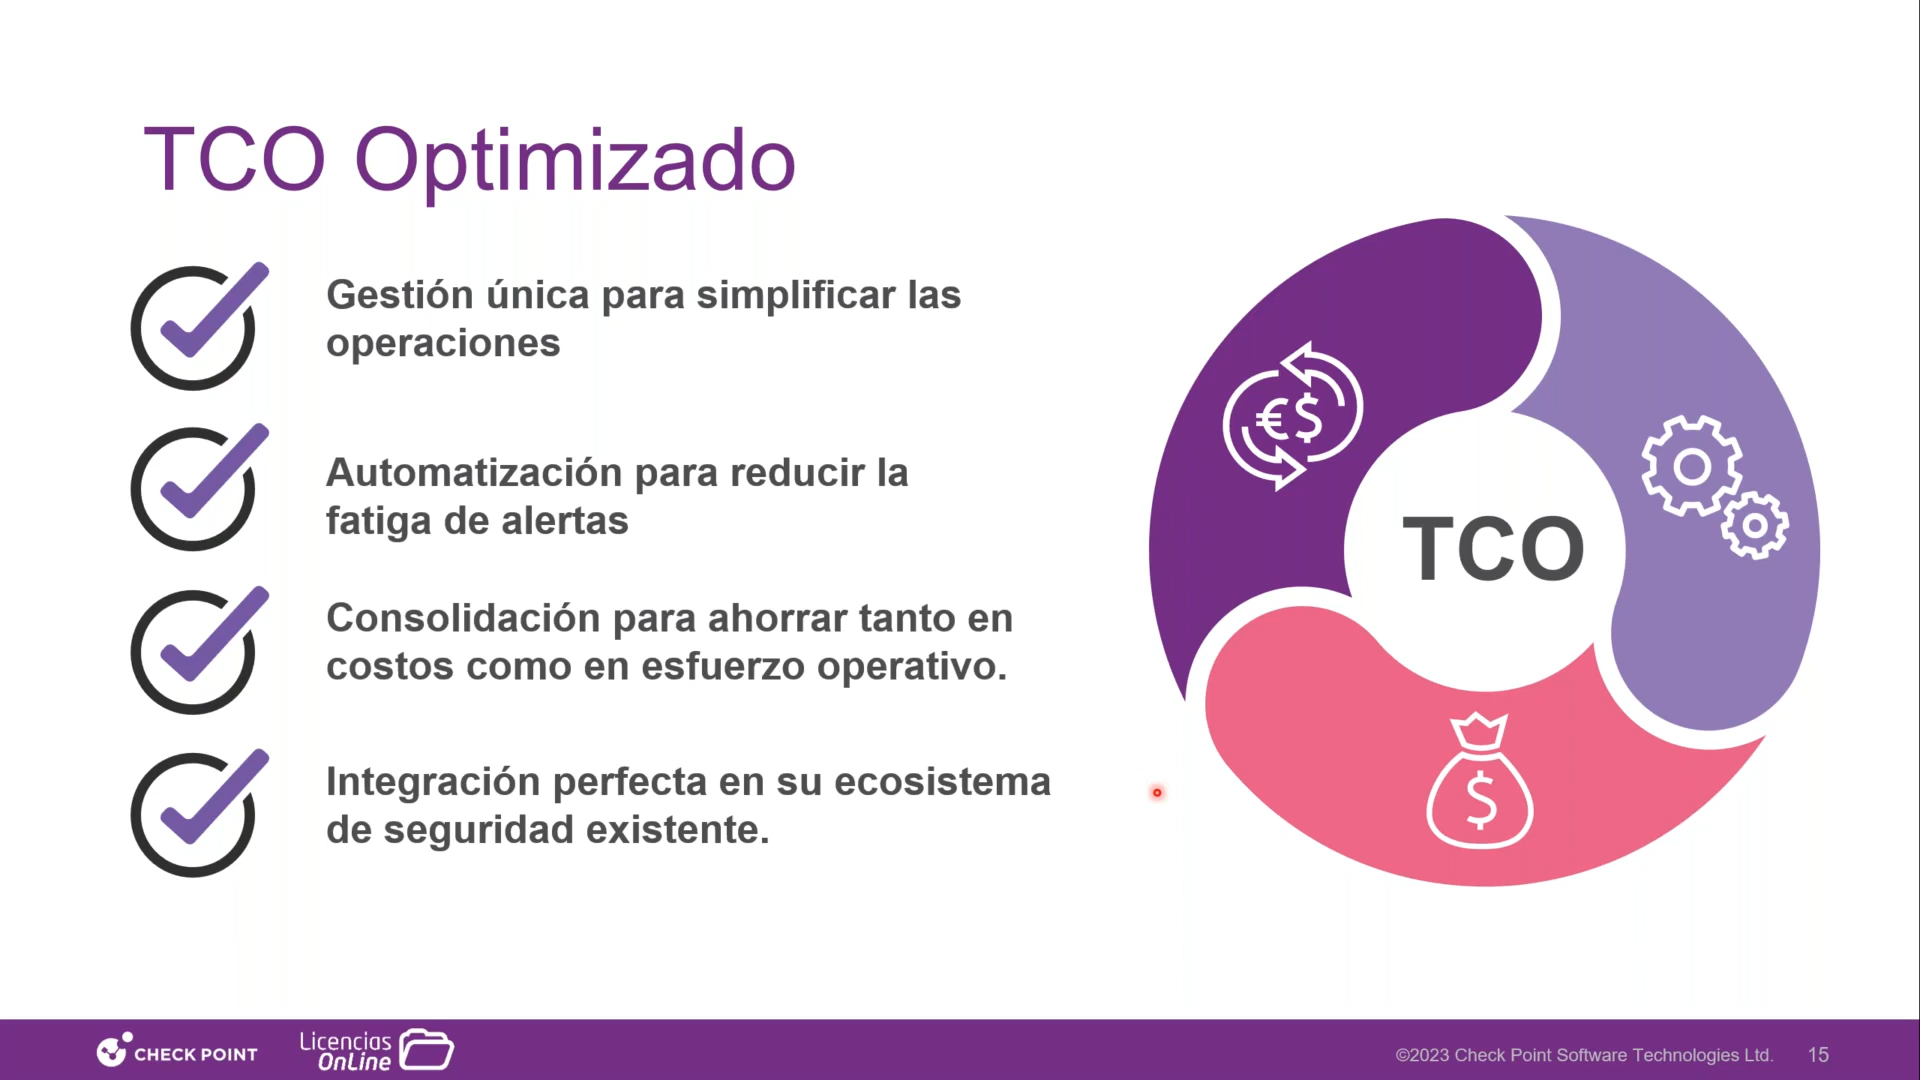 TCO Optimizado
Gestión única para simplificar las
operaciones
Automatización para reducir la
fatiga de alertas
Consolidación para ahorrar tanto en
costos como en esfuerzo operativo.
Integración perfecta en su ecosistema
de seguridad existente.
€$
TCO
$
CHECK POINT
Licencias
OnLine
©2023 Check Point Software Technologies Ltd.
15